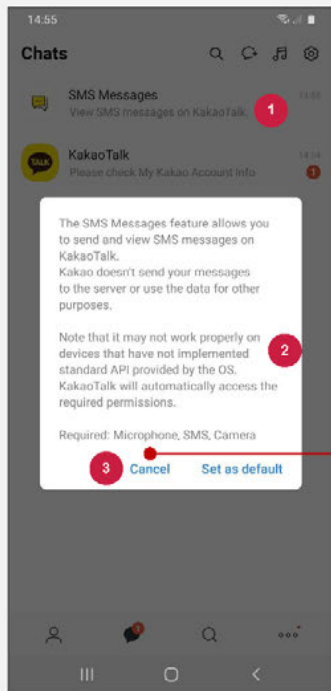 14:55
Chats
SMS Messages
14:55
View SMS messages on KakaoTalk.
1
TALK
KakaoTalk
14:54
Please check My Kakao Account Info
1
The SMS Messages feature allows you
to send and view SMS messages on
KakaoTalk.
Kakao doesn't send your messages
to the server or use the data for other
purposes.
Note that it may not work properly on
devices that have not implemented
standard API provided by the OS.
KakaoTalk will automatically access the
required permissions.
2
Required: Microphone, SMS, Camera
3
Cancel
Set as default
1